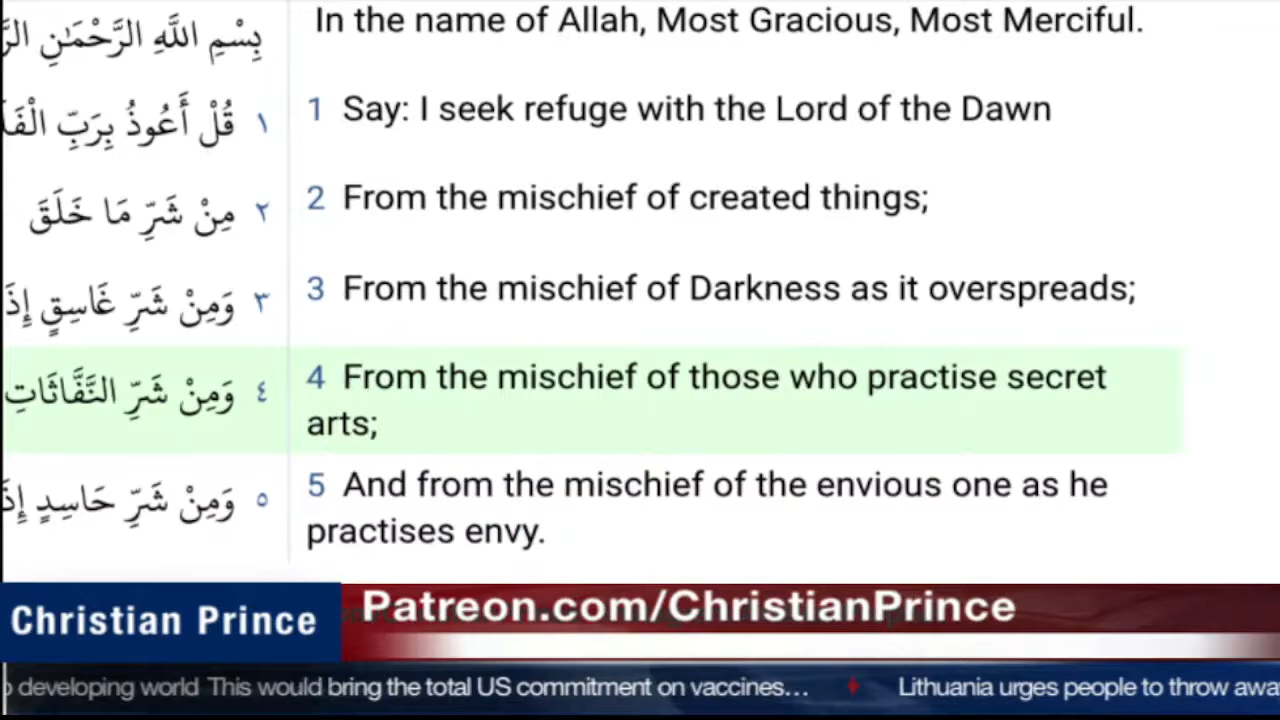 بِسْمِ اللَّهِ الرَّحْمَٰنِ
In the name of Allah, Most Gracious, Most Merciful.
١ قُلْ أَعُوذُ بِرَبِّ
1 Say: I seek refuge with the Lord of the Dawn
٢ مِنْ شَرِّ مَا خَلَقَ
2 From the mischief of created things;
٣ وَمِنْ شَرِّ غَاسِقٍ
3 From the mischief of Darkness as it overspreads;
٤ وَمِنْ شَرِّ النَّفَّاثَاتِ
4 From the mischief of those who practise secret
arts;
٥ وَمِنْ شَرِّ حَاسِدٍ
5 And from the mischief of the envious one as he
practises envy.
Christian Prince
Patreon.com/ChristianPrince
developing world This would bring the total US commitment on vaccines...
Lithuania urges people to throw